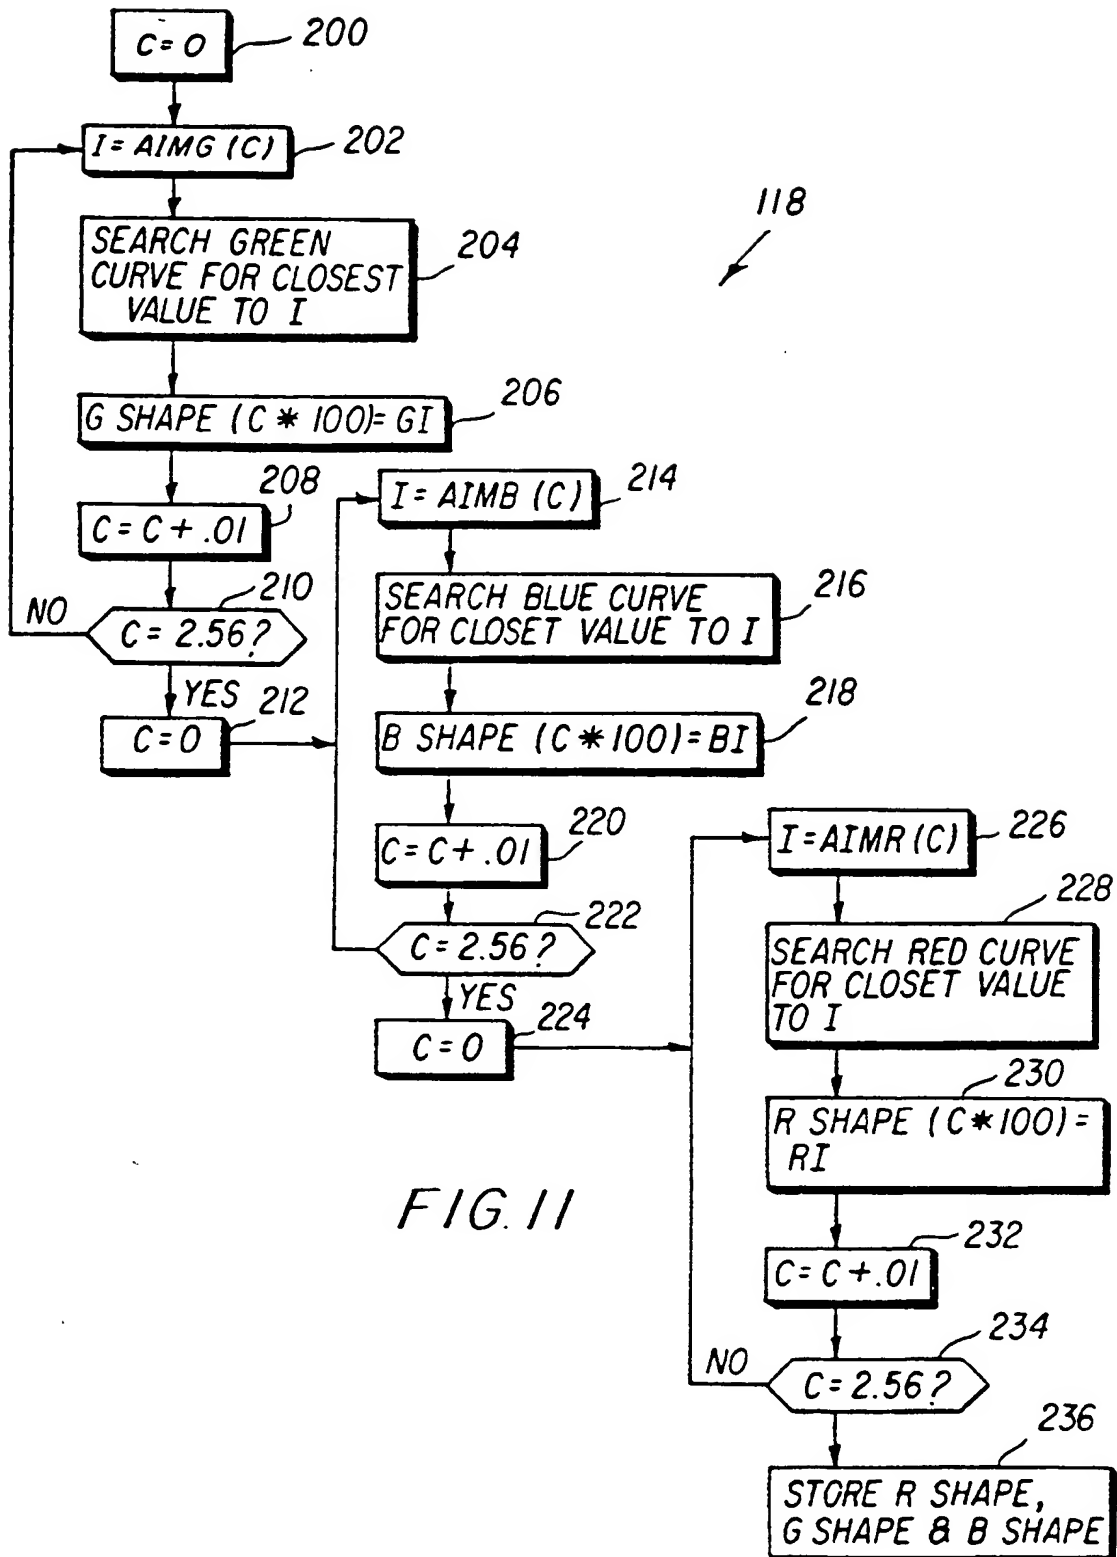 C=0
200
I=AIMG (C)
202
118
SEARCH GREEN
CURVE FOR CLOSEST
VALUE TO I
204
G SHAPE (C * 100)=GI
206
C=C+.01
208
C=2.56?
210
NO
YES
C=0
212
I=AIMB (C)
214
SEARCH BLUE CURVE
FOR CLOSET VALUE TO I
216
B SHAPE (C*100)=BI
218
C=C+.01
220
C=2.56?
222
YES
C=0
224
I=AIMR(C)
226
SEARCH RED CURVE
FOR CLOSET VALUE
TO I
228
R SHAPE (C*100)=
RI
230
C=C+.01
232
C=2.56?
234
NO
STORE R SHAPE,
G SHAPE & B SHAPE
236
FIG. 11